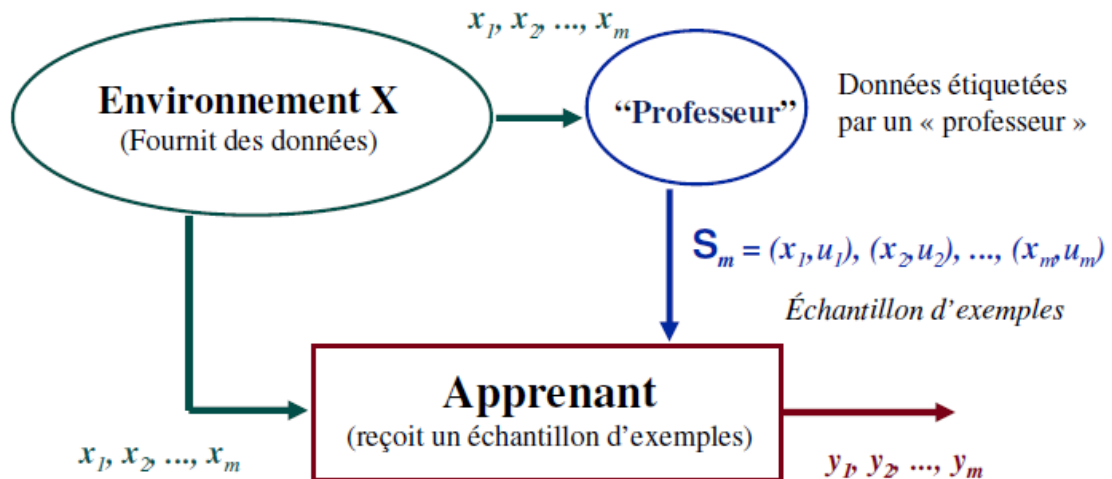 x1, x2, ..., xm
Environnement X
(Fournit des données)
“Professeur”
Données étiquetées
par un « professeur »
Sm = (x1,u1), (x2,u2), ..., (xm,um)
Échantillon d’exemples
Apprenant
(reçoit un échantillon d’exemples)
x1, x2, ..., xm
y1, y2, ..., ym